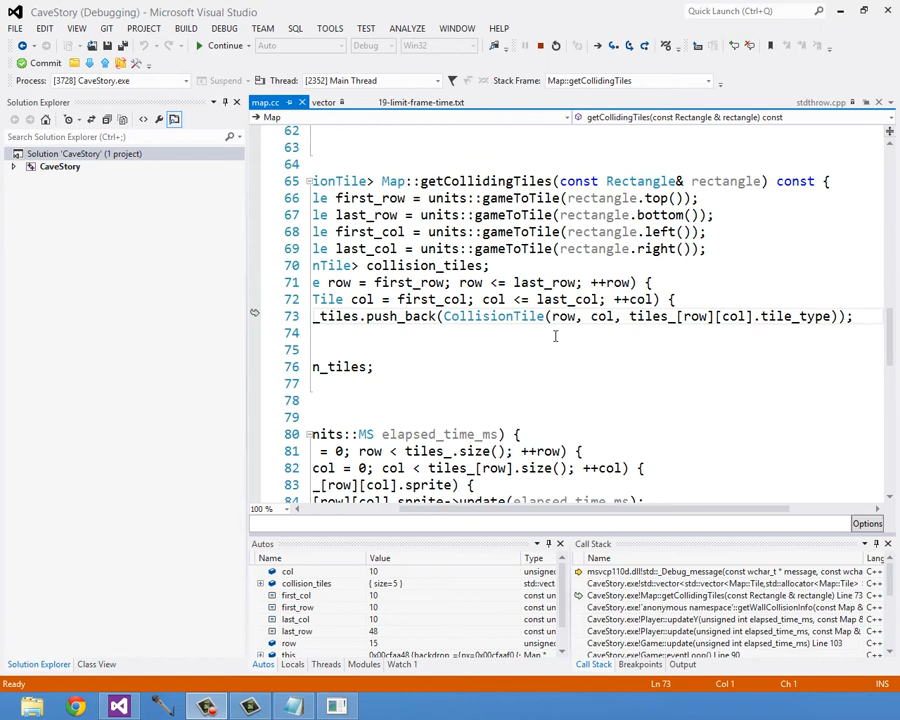 CaveStory (Debugging) - Microsoft Visual Studio
Quick Launch (Ctrl+Q)
FILE EDIT VIEW GIT PROJECT BUILD DEBUG TEAM SQL TOOLS TEST ANALYZE WINDOW HELP
Continue Auto Debug Win32
Commit
Process: [3728] CaveStory.exe Suspend Thread: [2352] Main Thread Stack Frame: Map::getCollidingTiles
Solution Explorer
map.cc vector 19-limit-frame-time.txt stdthrow.cpp
Map getCollidingTiles(const Rectangle & rectangle) const
Search Solution Explorer (Ctrl+;)
Solution 'CaveStory' (1 project)
CaveStory
62
63
64
65 ionTile> Map::getCollidingTiles(const Rectangle& rectangle) const {
66 le first_row = units::gameToTile(rectangle.top());
67 le last_row = units::gameToTile(rectangle.bottom());
68 le first_col = units::gameToTile(rectangle.left());
69 le last_col = units::gameToTile(rectangle.right());
70 nTile> collision_tiles;
71 e row = first_row; row <= last_row; ++row) {
72 Tile col = first_col; col <= last_col; ++col) {
73 _tiles.push_back(CollisionTile(row, col, tiles_[row][col].tile_type));
74
75
76 n_tiles;
77
78
79
80 nits::MS elapsed_time_ms) {
81 = 0; row < tiles_.size(); ++row) {
82 col = 0; col < tiles_[row].size(); ++col) {
83 _[row][col].sprite) {
84 [row][col].sprite->update(elapsed_time_ms);
100 %
Options
Autos
Name Value Type
col 10 unsigne
collision_tiles { size=5 } std::vec
first_col 10 const un
first_row 10 const un
last_col 10 const un
last_row 48 const un
row 15 unsigne
this 0x00cfaa48 {backdrop_={px=0x00cfaaf0 { Map *
Autos Locals Threads Modules Watch 1
Call Stack
Name Lang
msvcp110d.dll!std::_Debug_message(const wchar_t * message, const wcha C++
CaveStory.exe!std::vector<std::vector<Map::Tile,std::allocator<Map::Tile> C++
CaveStory.exe!Map::getCollidingTiles(const Rectangle & rectangle) Line 73 C++
CaveStory.exe!`anonymous namespace'::getWallCollisionInfo(const Map & C++
CaveStory.exe!Player::updateY(unsigned int elapsed_time_ms, const Map & C++
CaveStory.exe!Player::update(unsigned int elapsed_time_ms, const Map & C++
CaveStory.exe!Game::update(unsigned int elapsed_time_ms) Line 103 C++
CaveStory.exe!Game::eventLoop() Line 90 C++
Call Stack Breakpoints Output
Solution Explorer Class View
Ready Ln 73 Col 1 Ch 1 INS